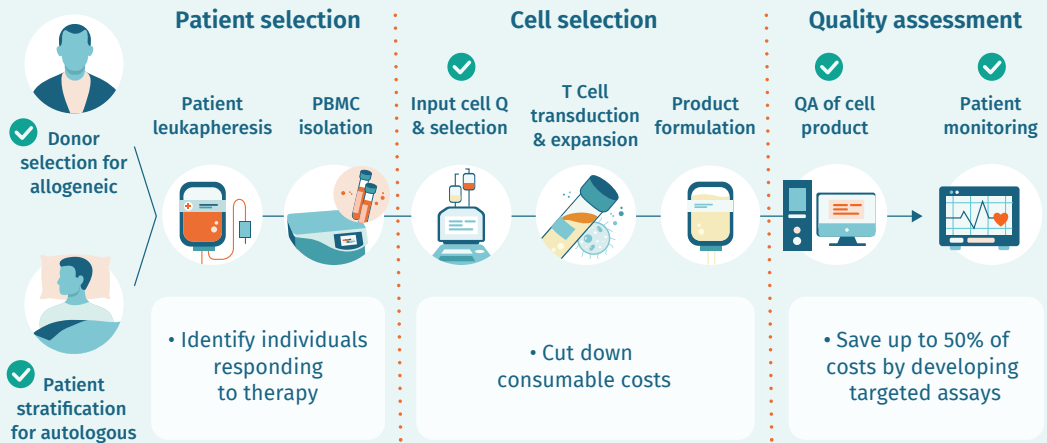 Patient selection
Cell selection
Quality assessment
Donor
selection for
allogeneic
Patient
stratification
for autologous
Patient
leukapheresis
PBMC
isolation
Input cell Q
& selection
T Cell
transduction
& expansion
Product
formulation
QA of cell
product
Patient
monitoring
• Identify individuals
responding
to therapy
• Cut down
consumable costs
• Save up to 50% of
costs by developing
targeted assays